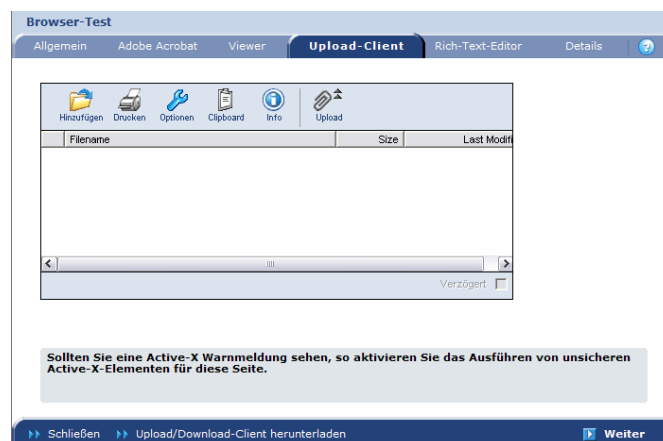 Browser-Test
Allgemein Adobe Acrobat Viewer Upload-Client Rich-Text-Editor Details ?
Hinzufügen Drucken Optionen Clipboard Info Upload
Filename Size Last Modifi
Verzögert
Sollten Sie eine Active-X Warnmeldung sehen, so aktivieren Sie das Ausführen von unsicheren
Active-X-Elementen für diese Seite.
Schließen Upload/Download-Client herunterladen Weiter